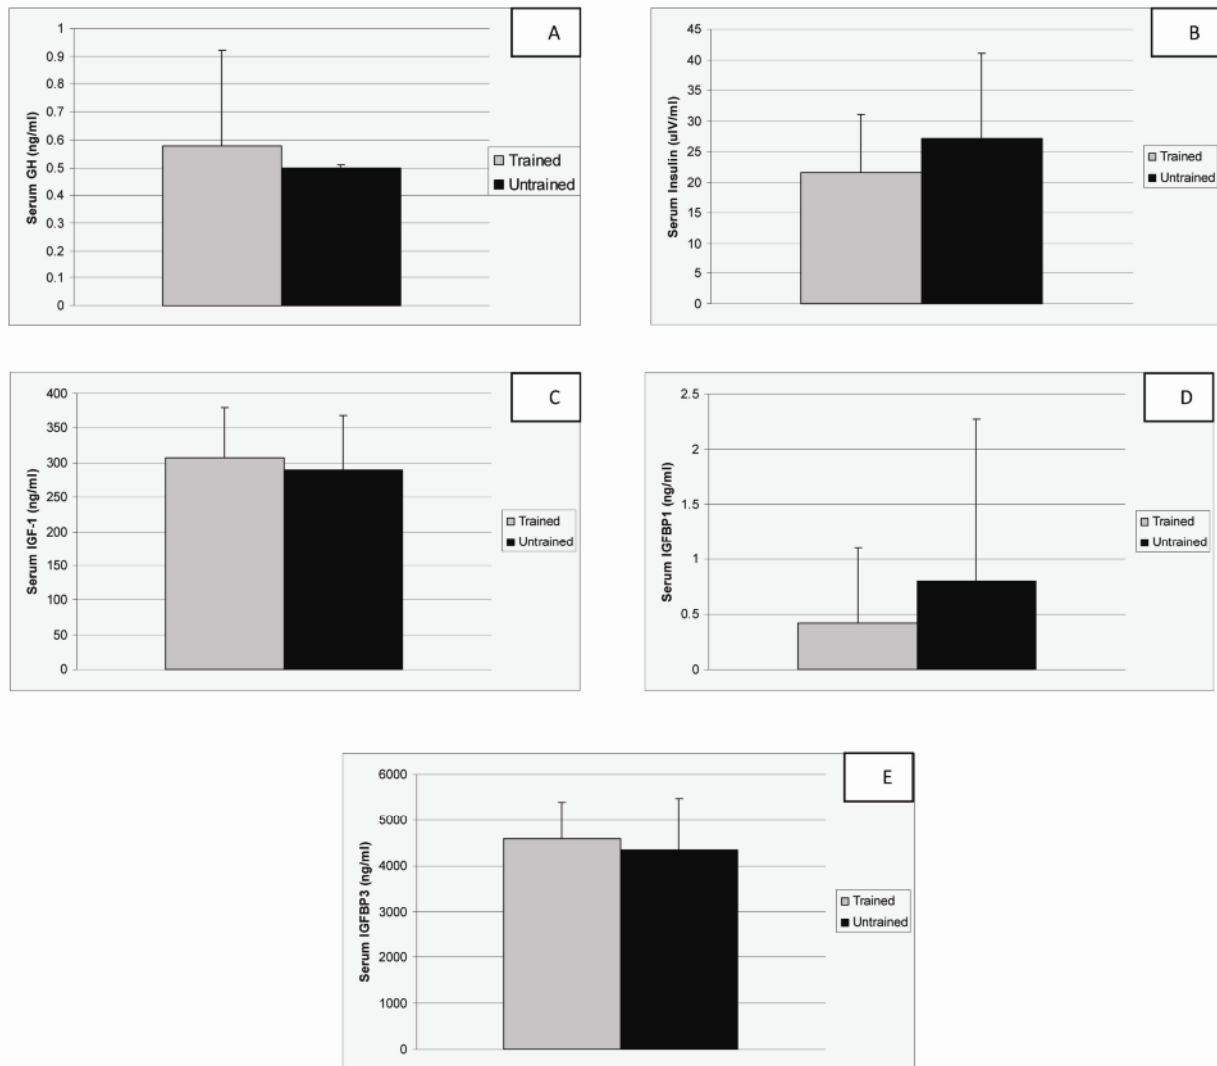 A
Serum GH (ng/ml)
1
0.9
0.8
0.7
0.6
0.5
0.4
0.3
0.2
0.1
0
Trained
Untrained
B
Serum Insulin (uIV/ml)
45
40
35
30
25
20
15
10
5
0
Trained
Untrained
C
Serum IGF-1 (ng/ml)
400
350
300
250
200
150
100
50
0
Trained
Untrained
D
Serum IGFBP1 (ng/ml)
2.5
2
1.5
1
0.5
0
Trained
Untrained
E
Serum IGFBP3 (ng/ml)
6000
5000
4000
3000
2000
1000
0
Trained
Untrained